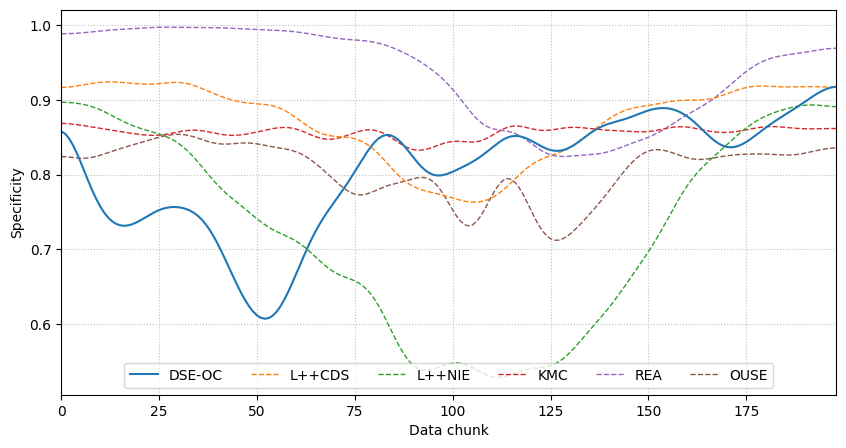 1.0
0.9
0.8
0.7
0.6
Specificity
DSE-OC L++CDS L++NIE KMC REA OUSE
0 25 50 75 100 125 150 175
Data chunk